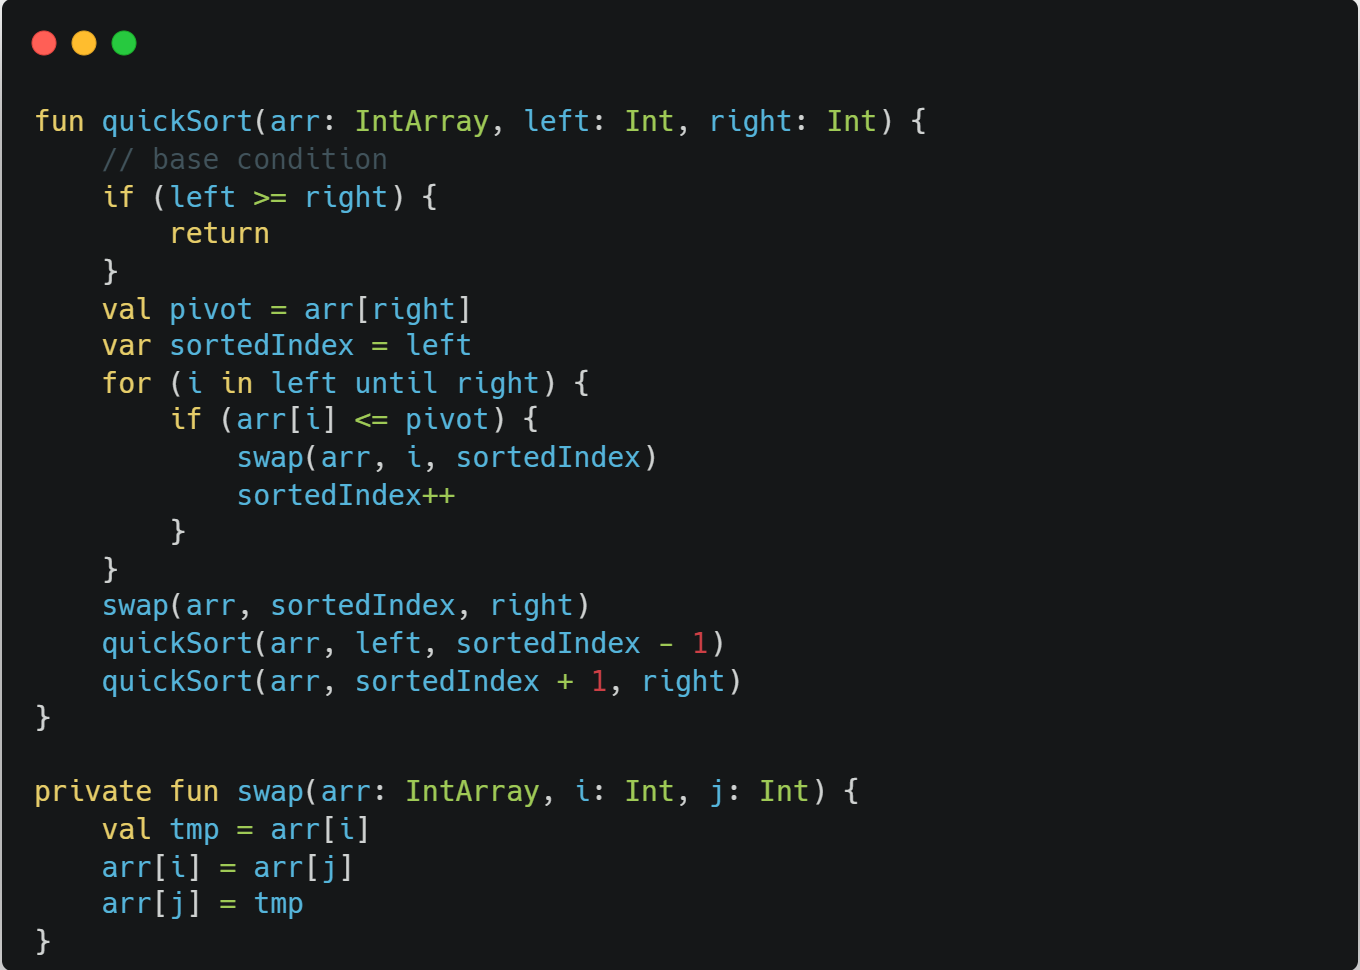 fun quickSort(arr: IntArray, left: Int, right: Int) {
    // base condition
    if (left >= right) {
        return
    }
    val pivot = arr[right]
    var sortedIndex = left
    for (i in left until right) {
        if (arr[i] <= pivot) {
            swap(arr, i, sortedIndex)
            sortedIndex++
        }
    }
    swap(arr, sortedIndex, right)
    quickSort(arr, left, sortedIndex - 1)
    quickSort(arr, sortedIndex + 1, right)
}

private fun swap(arr: IntArray, i: Int, j: Int) {
    val tmp = arr[i]
    arr[i] = arr[j]
    arr[j] = tmp
}